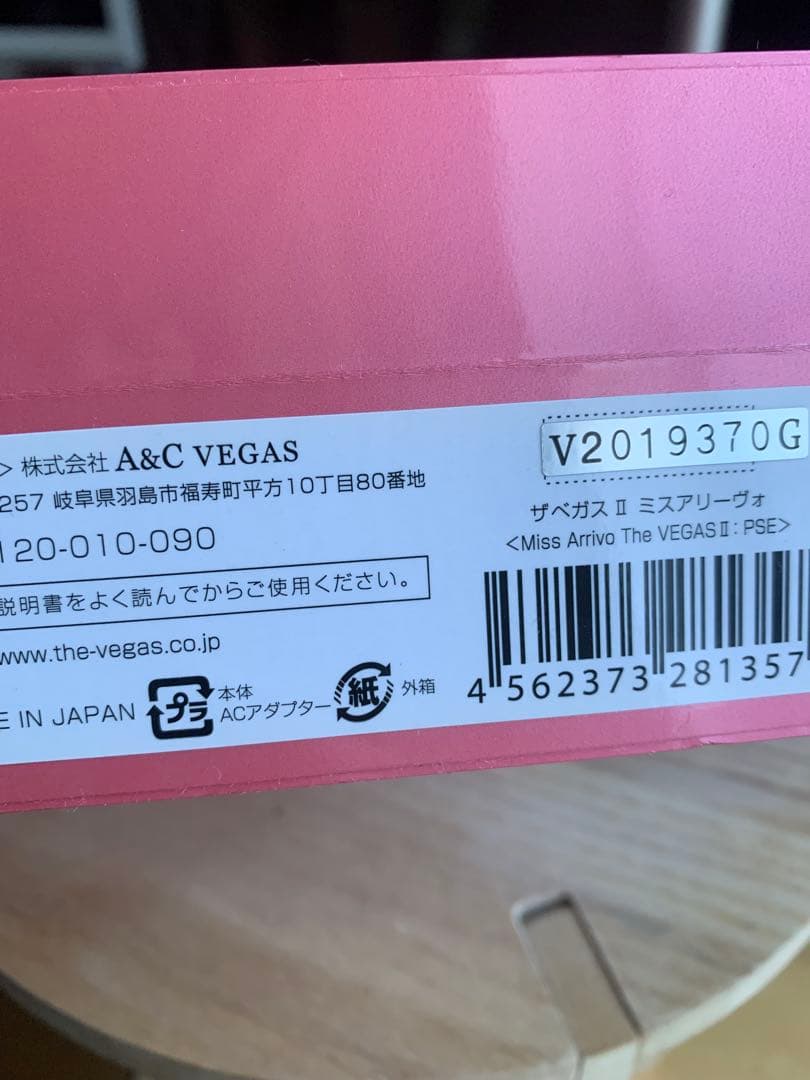 > 株式会社 A&C VEGAS
257 岐阜県羽島市福寿町平方10丁目80番地
120-010-090
説明書をよく読んでからご使用ください。
www.the-vegas.co.jp
E IN JAPAN
プラ
本体
ACアダプター
紙
外箱
V2019370G
ザベガスⅡ ミスアリーヴォ
<Miss Arrivo The VEGASⅡ: PSE>
4 562373 281357